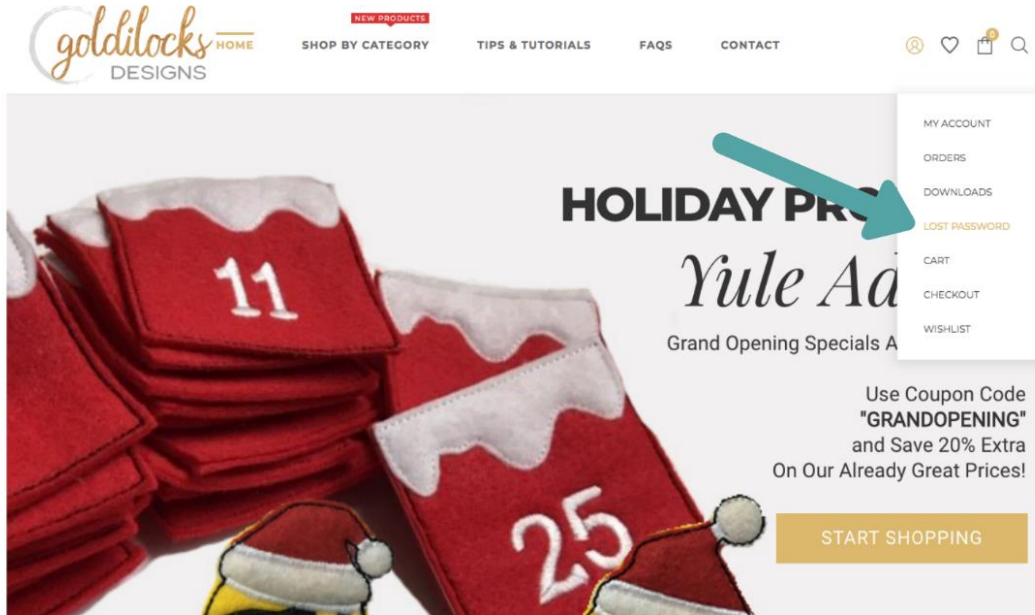 goldilocks
DESIGNS
HOME
NEW PRODUCTS
SHOP BY CATEGORY
TIPS & TUTORIALS
FAQS
CONTACT
0
MY ACCOUNT
ORDERS
DOWNLOADS
LOST PASSWORD
CART
CHECKOUT
WISHLIST
HOLIDAY PRO
Yule Ad
Grand Opening Specials A
Use Coupon Code
"GRANDOPENING"
and Save 20% Extra
On Our Already Great Prices!
START SHOPPING
11
25